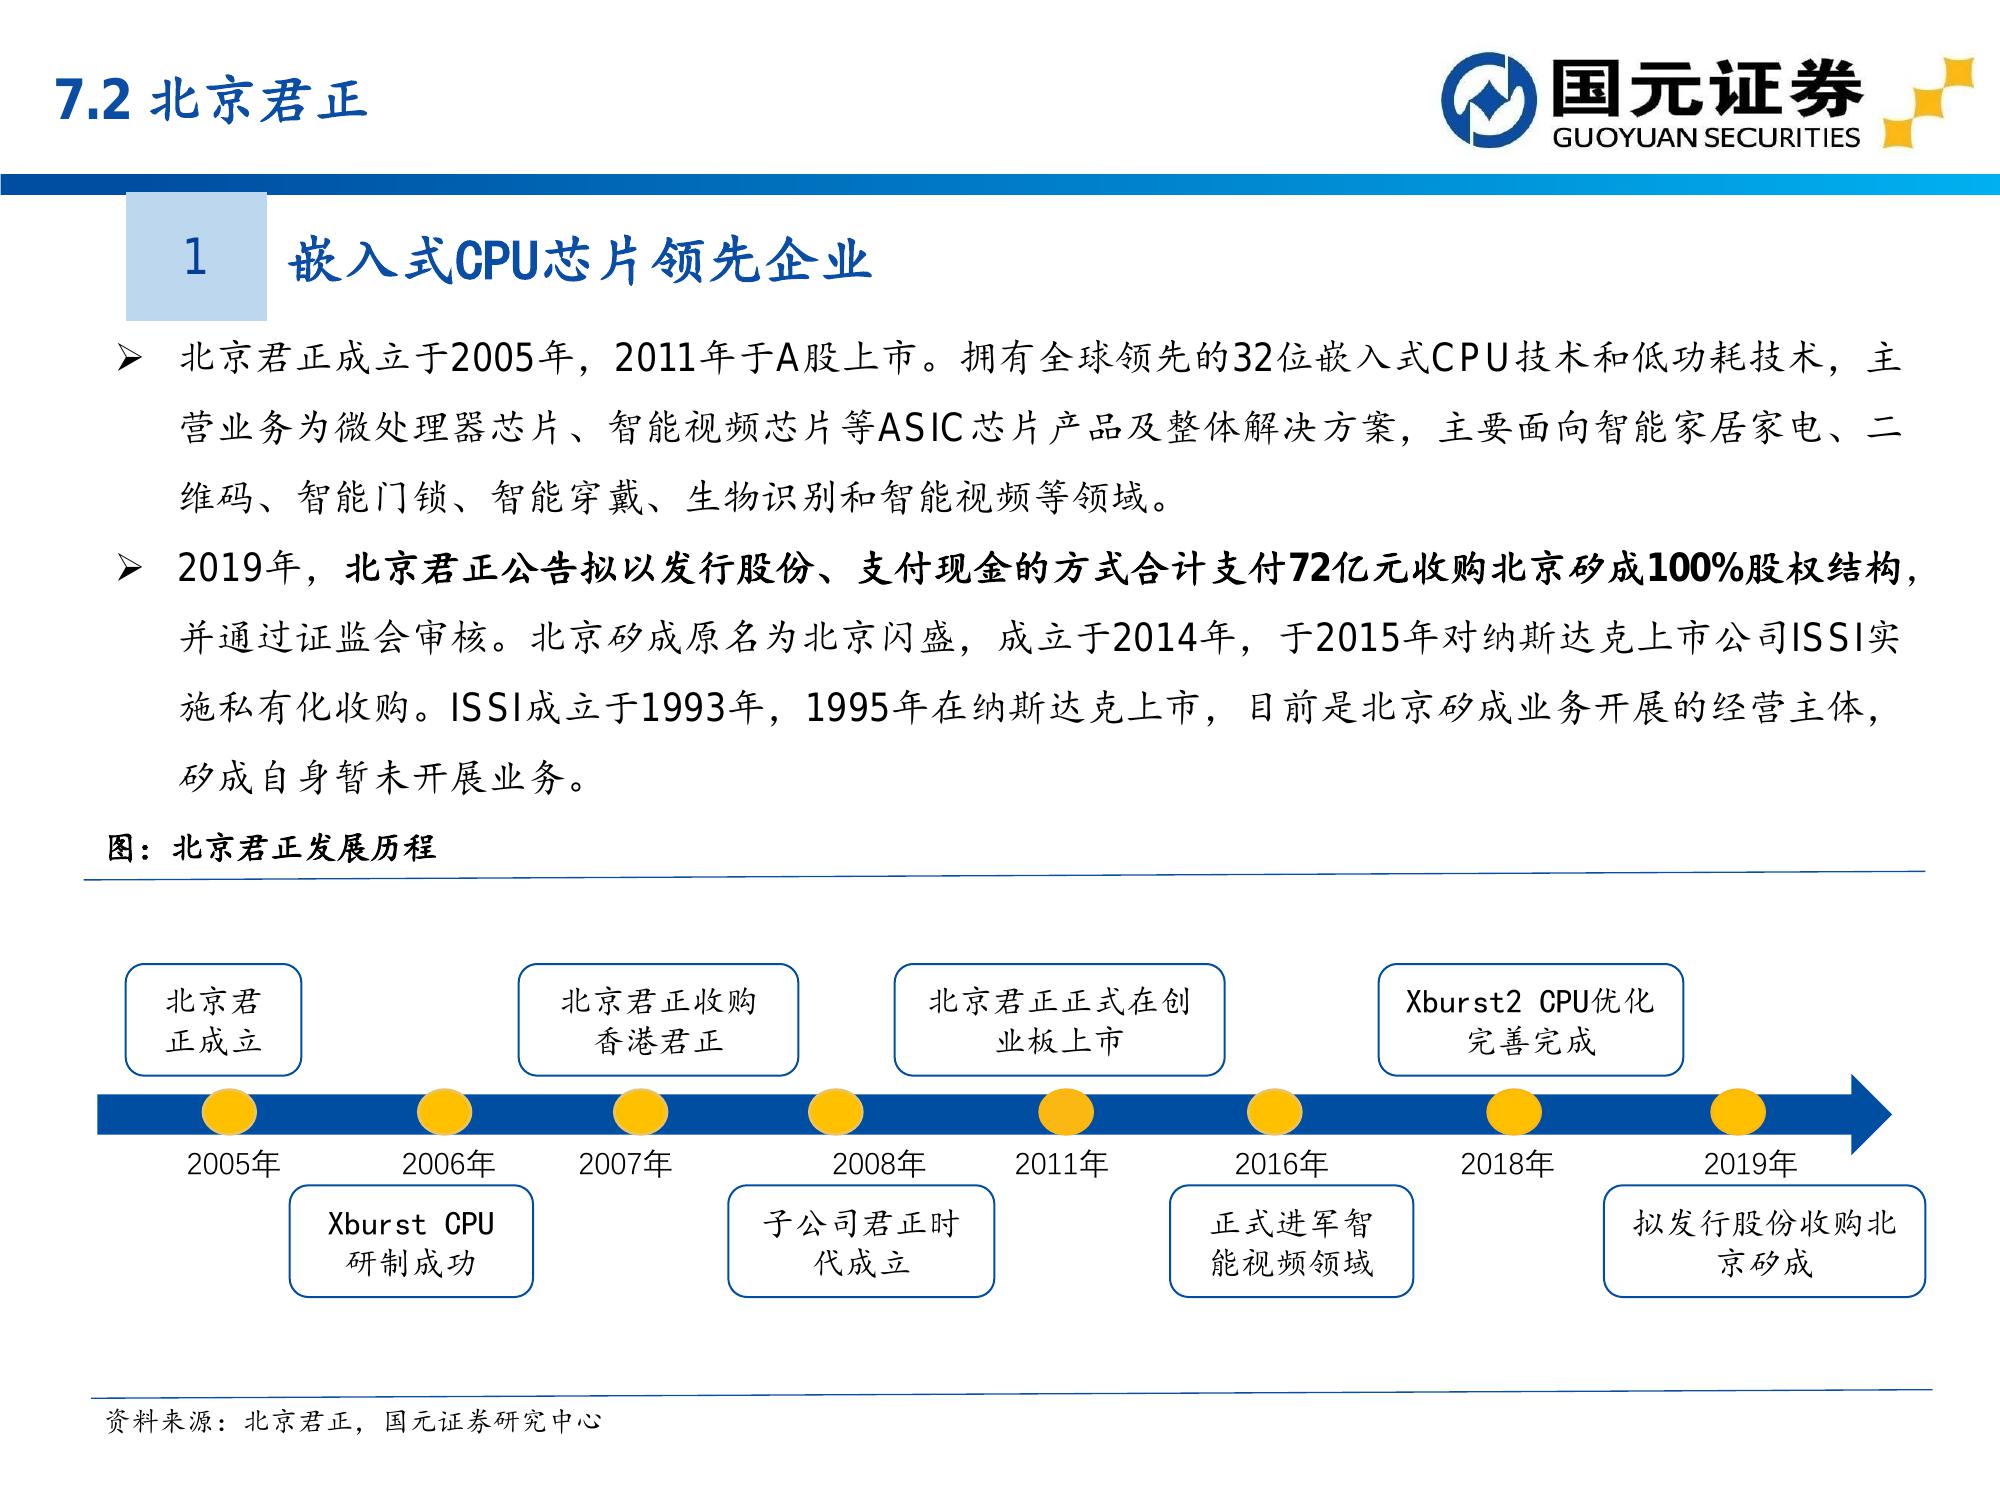 7.2 北京君正
国元证券
GUOYUAN SECURITIES
1
嵌入式CPU芯片领先企业
➢ 北京君正成立于2005年，2011年于A股上市。拥有全球领先的32位嵌入式CPU技术和低功耗技术，主
营业务为微处理器芯片、智能视频芯片等ASIC芯片产品及整体解决方案，主要面向智能家居家电、二
维码、智能门锁、智能穿戴、生物识别和智能视频等领域。
➢ 2019年，北京君正公告拟以发行股份、支付现金的方式合计支付72亿元收购北京矽成100%股权结构，
并通过证监会审核。北京矽成原名为北京闪盛，成立于2014年，于2015年对纳斯达克上市公司ISSI实
施私有化收购。ISSI成立于1993年，1995年在纳斯达克上市，目前是北京矽成业务开展的经营主体，
矽成自身暂未开展业务。
图：北京君正发展历程
北京君
正成立
北京君正收购
香港君正
北京君正正式在创
业板上市
Xburst2 CPU优化
完善完成
2005年
2006年
2007年
2008年
2011年
2016年
2018年
2019年
Xburst CPU
研制成功
子公司君正时
代成立
正式进军智
能视频领域
拟发行股份收购北
京矽成
资料来源：北京君正，国元证券研究中心